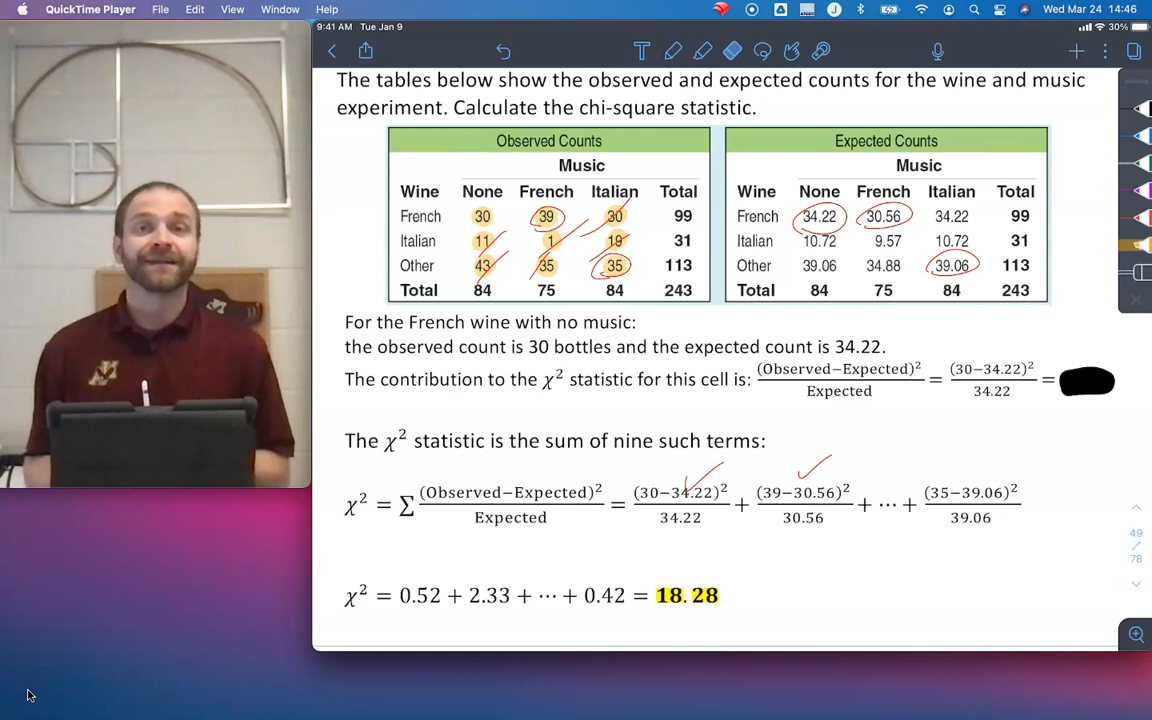 QuickTime Player File Edit View Window Help
Wed Mar 24 14:46
9:41 AM Tue Jan 9
30%
The tables below show the observed and expected counts for the wine and music
experiment. Calculate the chi-square statistic.
Observed Counts
Music
Wine None French Italian Total
French 30 39 30 99
Italian 11 1 19 31
Other 43 35 35 113
Total 84 75 84 243
Expected Counts
Music
Wine None French Italian Total
French 34.22 30.56 34.22 99
Italian 10.72 9.57 10.72 31
Other 39.06 34.88 39.06 113
Total 84 75 84 243
For the French wine with no music:
the observed count is 30 bottles and the expected count is 34.22.
The contribution to the χ² statistic for this cell is: (Observed−Expected)²/Expected = (30−34.22)²/34.22 =
The χ² statistic is the sum of nine such terms:
χ² = ∑ (Observed−Expected)²/Expected = (30−34.22)²/34.22 + (39−30.56)²/30.56 + ⋯ + (35−39.06)²/39.06
χ² = 0.52 + 2.33 + ⋯ + 0.42 = 18.28
49
/
78